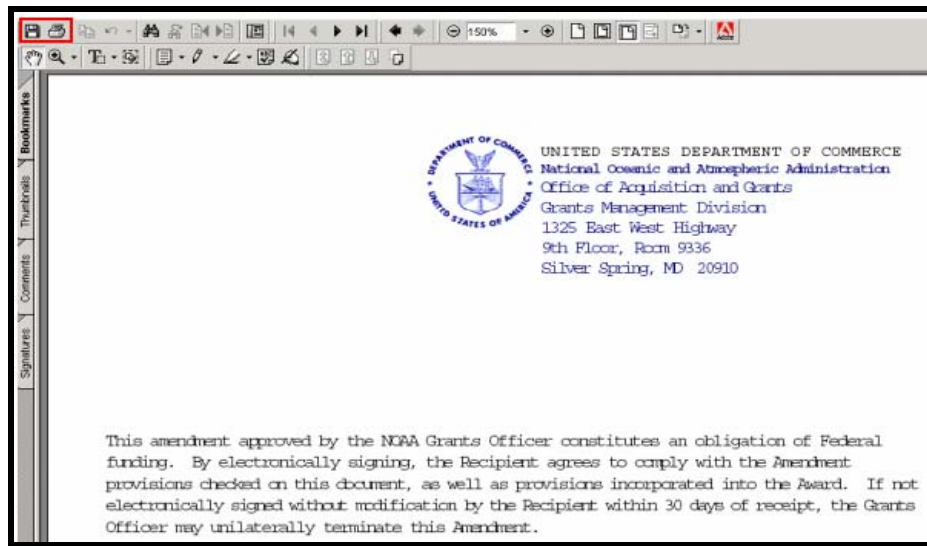 150%
Bookmarks
Thumbnails
Comments
Signatures
DEPARTMENT OF COMMERCE
UNITED STATES OF AMERICA
UNITED STATES DEPARTMENT OF COMMERCE
National Oceanic and Atmospheric Administration
Office of Acquisition and Grants
Grants Management Division
1325 East West Highway
9th Floor, Room 9336
Silver Spring, MD 20910
This amendment approved by the NOAA Grants Officer constitutes an obligation of Federal
funding. By electronically signing, the Recipient agrees to comply with the Amendment
provisions checked on this document, as well as provisions incorporated into the Award. If not
electronically signed without modification by the Recipient within 30 days of receipt, the Grants
Officer may unilaterally terminate this Amendment.